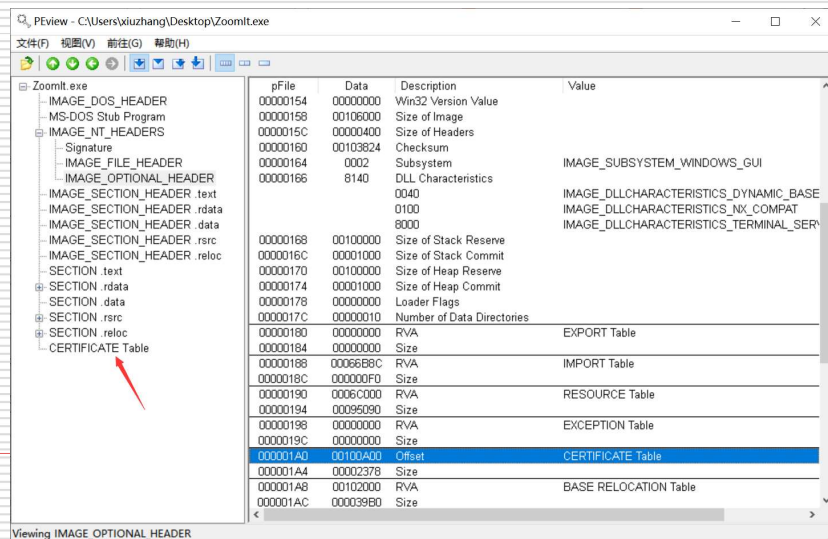 PEview - C:\Users\xiuzhang\Desktop\ZoomIt.exe
文件(F) 视图(V) 前往(G) 帮助(H)
ZoomIt.exe
IMAGE_DOS_HEADER
MS-DOS Stub Program
IMAGE_NT_HEADERS
Signature
IMAGE_FILE_HEADER
IMAGE_OPTIONAL_HEADER
IMAGE_SECTION_HEADER .text
IMAGE_SECTION_HEADER .rdata
IMAGE_SECTION_HEADER .data
IMAGE_SECTION_HEADER .rsrc
IMAGE_SECTION_HEADER .reloc
SECTION .text
SECTION .rdata
SECTION .data
SECTION .rsrc
SECTION .reloc
CERTIFICATE Table
pFile Data Description Value
00000154 00000000 Win32 Version Value
00000158 00106000 Size of Image
0000015C 00000400 Size of Headers
00000160 00103824 Checksum
00000164 0002 Subsystem IMAGE_SUBSYSTEM_WINDOWS_GUI
00000166 8140 DLL Characteristics
0040 IMAGE_DLLCHARACTERISTICS_DYNAMIC_BASE
0100 IMAGE_DLLCHARACTERISTICS_NX_COMPAT
8000 IMAGE_DLLCHARACTERISTICS_TERMINAL_SERV
00000168 00100000 Size of Stack Reserve
0000016C 00001000 Size of Stack Commit
00000170 00100000 Size of Heap Reserve
00000174 00001000 Size of Heap Commit
00000178 00000000 Loader Flags
0000017C 00000010 Number of Data Directories
00000180 00000000 RVA EXPORT Table
00000184 00000000 Size
00000188 00066B8C RVA IMPORT Table
0000018C 000000F0 Size
00000190 0006C000 RVA RESOURCE Table
00000194 00095090 Size
00000198 00000000 RVA EXCEPTION Table
0000019C 00000000 Size
000001A0 00100A00 Offset CERTIFICATE Table
000001A4 00002378 Size
000001A8 00102000 RVA BASE RELOCATION Table
000001AC 000039B0 Size
Viewing IMAGE_OPTIONAL_HEADER